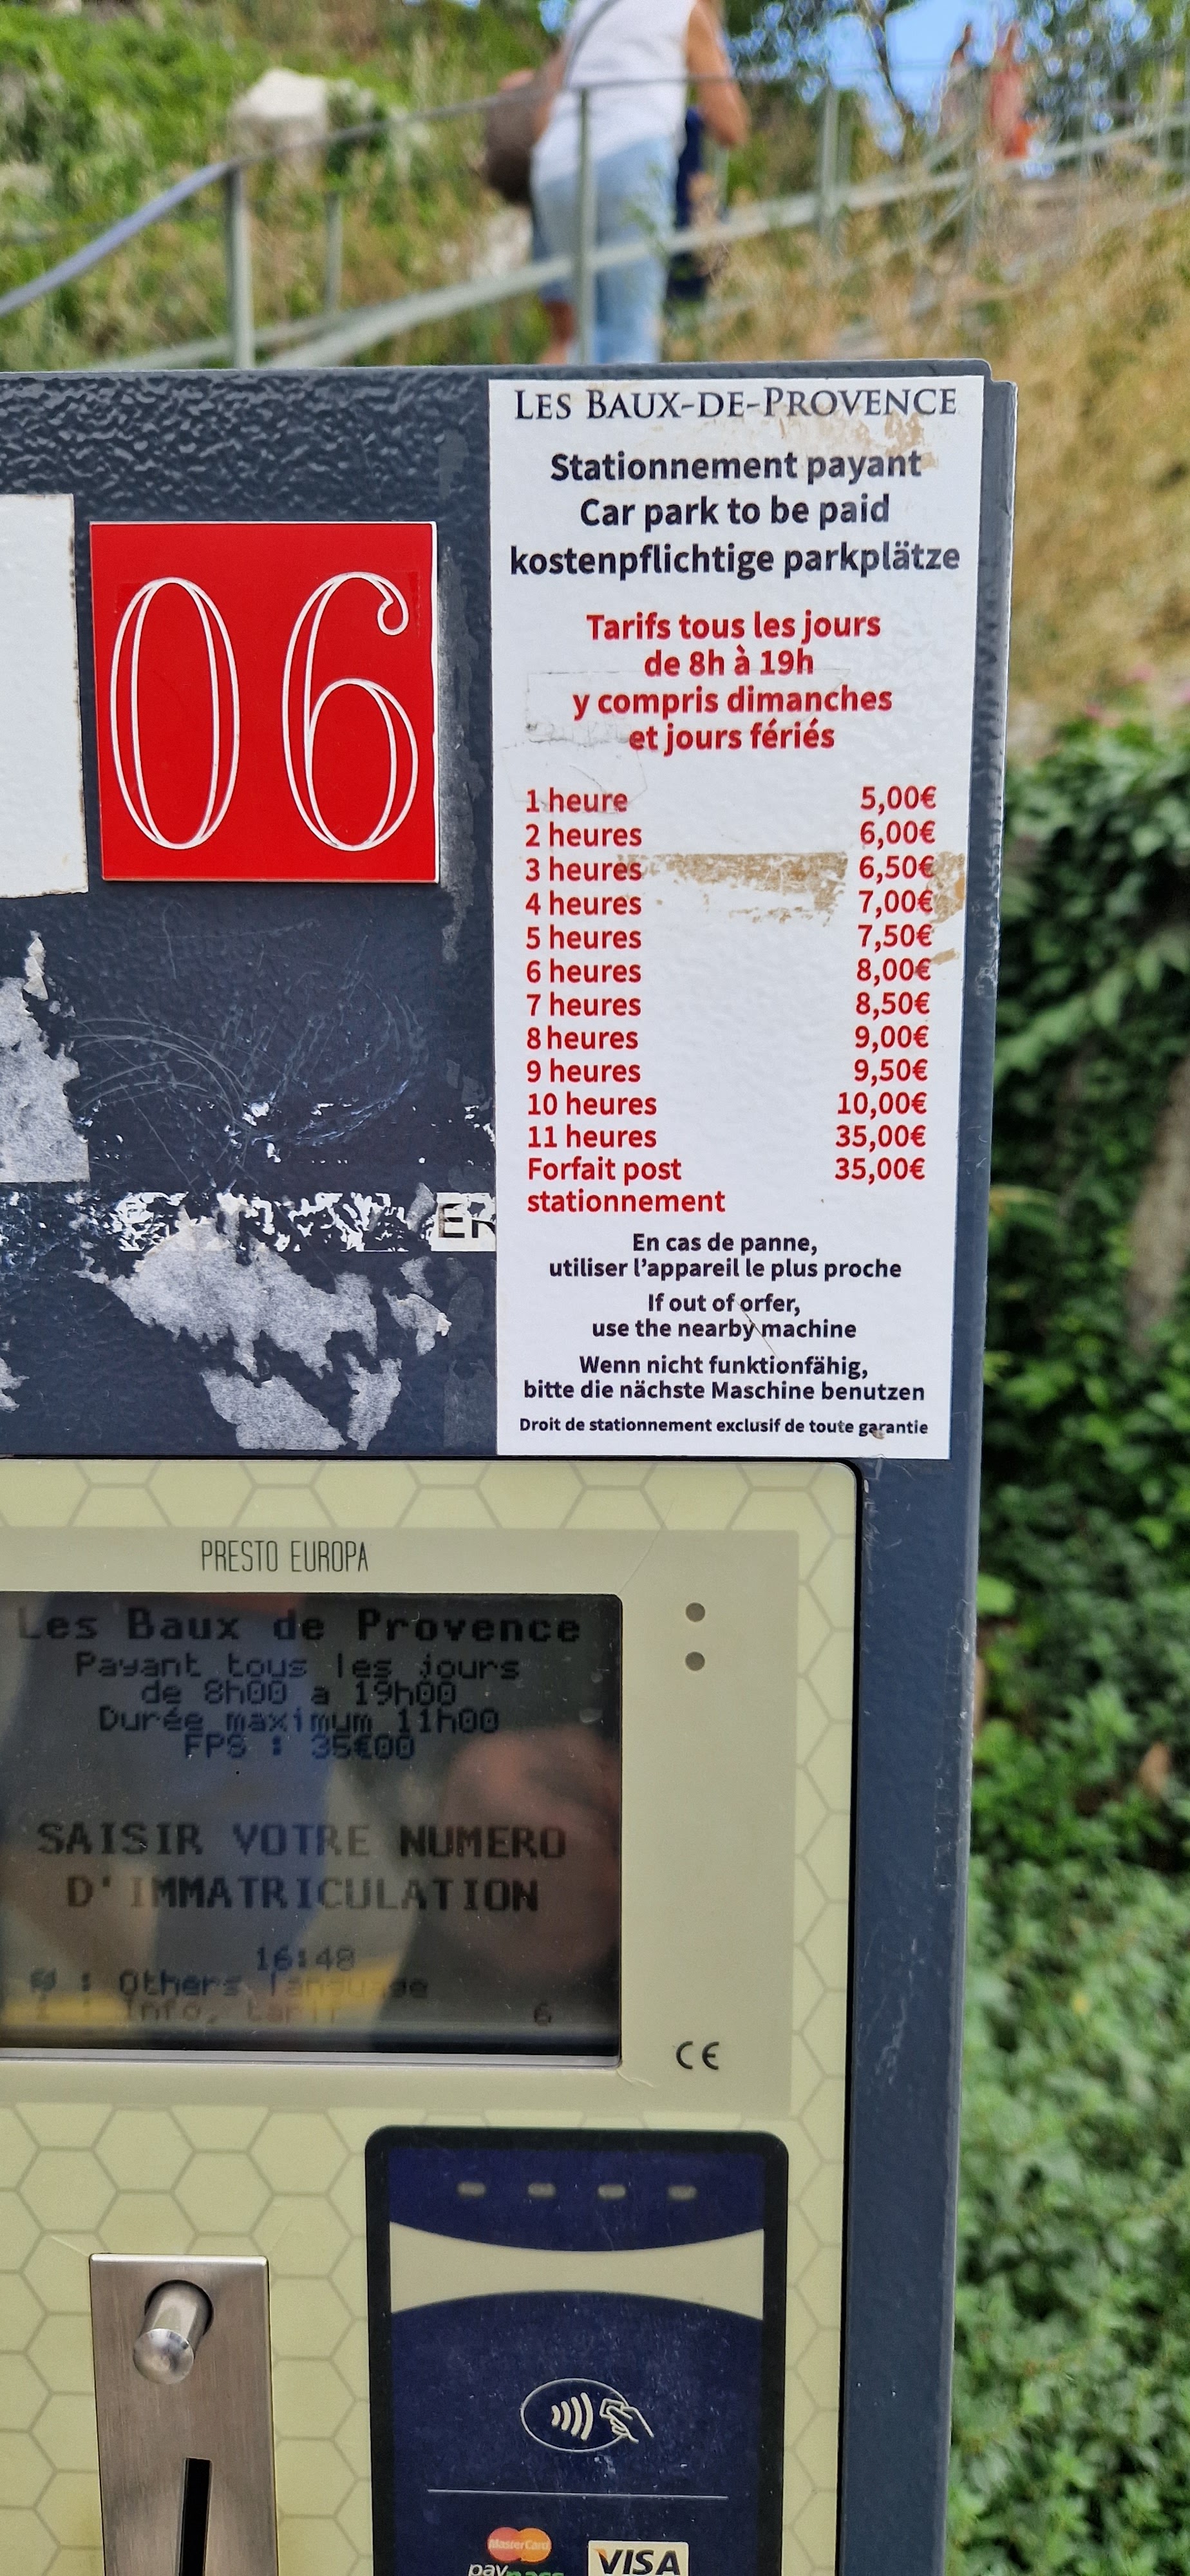 LES BAUX-DE-PROVENCE
Stationnement payant
Car park to be paid
kostenpflichtige parkplätze
Tarifs tous les jours
de 8h à 19h
y compris dimanches
et jours fériés
06
1 heure 5,00€
2 heures 6,00€
3 heures 6,50€
4 heures 7,00€
5 heures 7,50€
6 heures 8,00€
7 heures 8,50€
8 heures 9,00€
9 heures 9,50€
10 heures 10,00€
11 heures 35,00€
Forfait post 35,00€
stationnement
En cas de panne,
utiliser l'appareil le plus proche
If out of orfer,
use the nearby machine
Wenn nicht funktionfähig,
bitte die nächste Maschine benutzen
Droit de stationnement exclusif de toute garantie
PRESTO EUROPA
Les Baux de Provence
Payant tous les jours
de 8h00 a 19h00
Durée maximum 11h00
FPS : 35€00
SAISIR VOTRE NUMERO
D'IMMATRICULATION
16:48
: Others language
: Info, tarif 6
CE
MasterCard
VISA